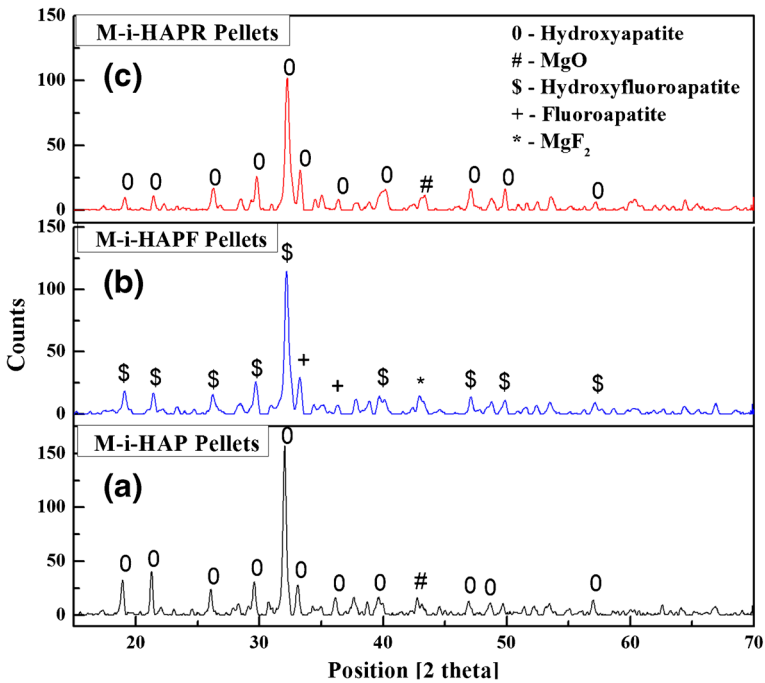 150
M-i-HAPR Pellets
0 - Hydroxyapatite
# - MgO
$ - Hydroxyfluoroapatite
+ - Fluoroapatite
* - MgF2
(c)
100
50
0
0 0 0 0 0 0 0 0 # 0 0 0
M-i-HAPF Pellets
(b)
150
100
50
0
$ $ $ $ $ + + $ * $ $ $
Counts
M-i-HAP Pellets
(a)
150
100
50
0
0 0 0 0 0 0 0 0 # 0 0 0
20 30 40 50 60 70
Position [2 theta]